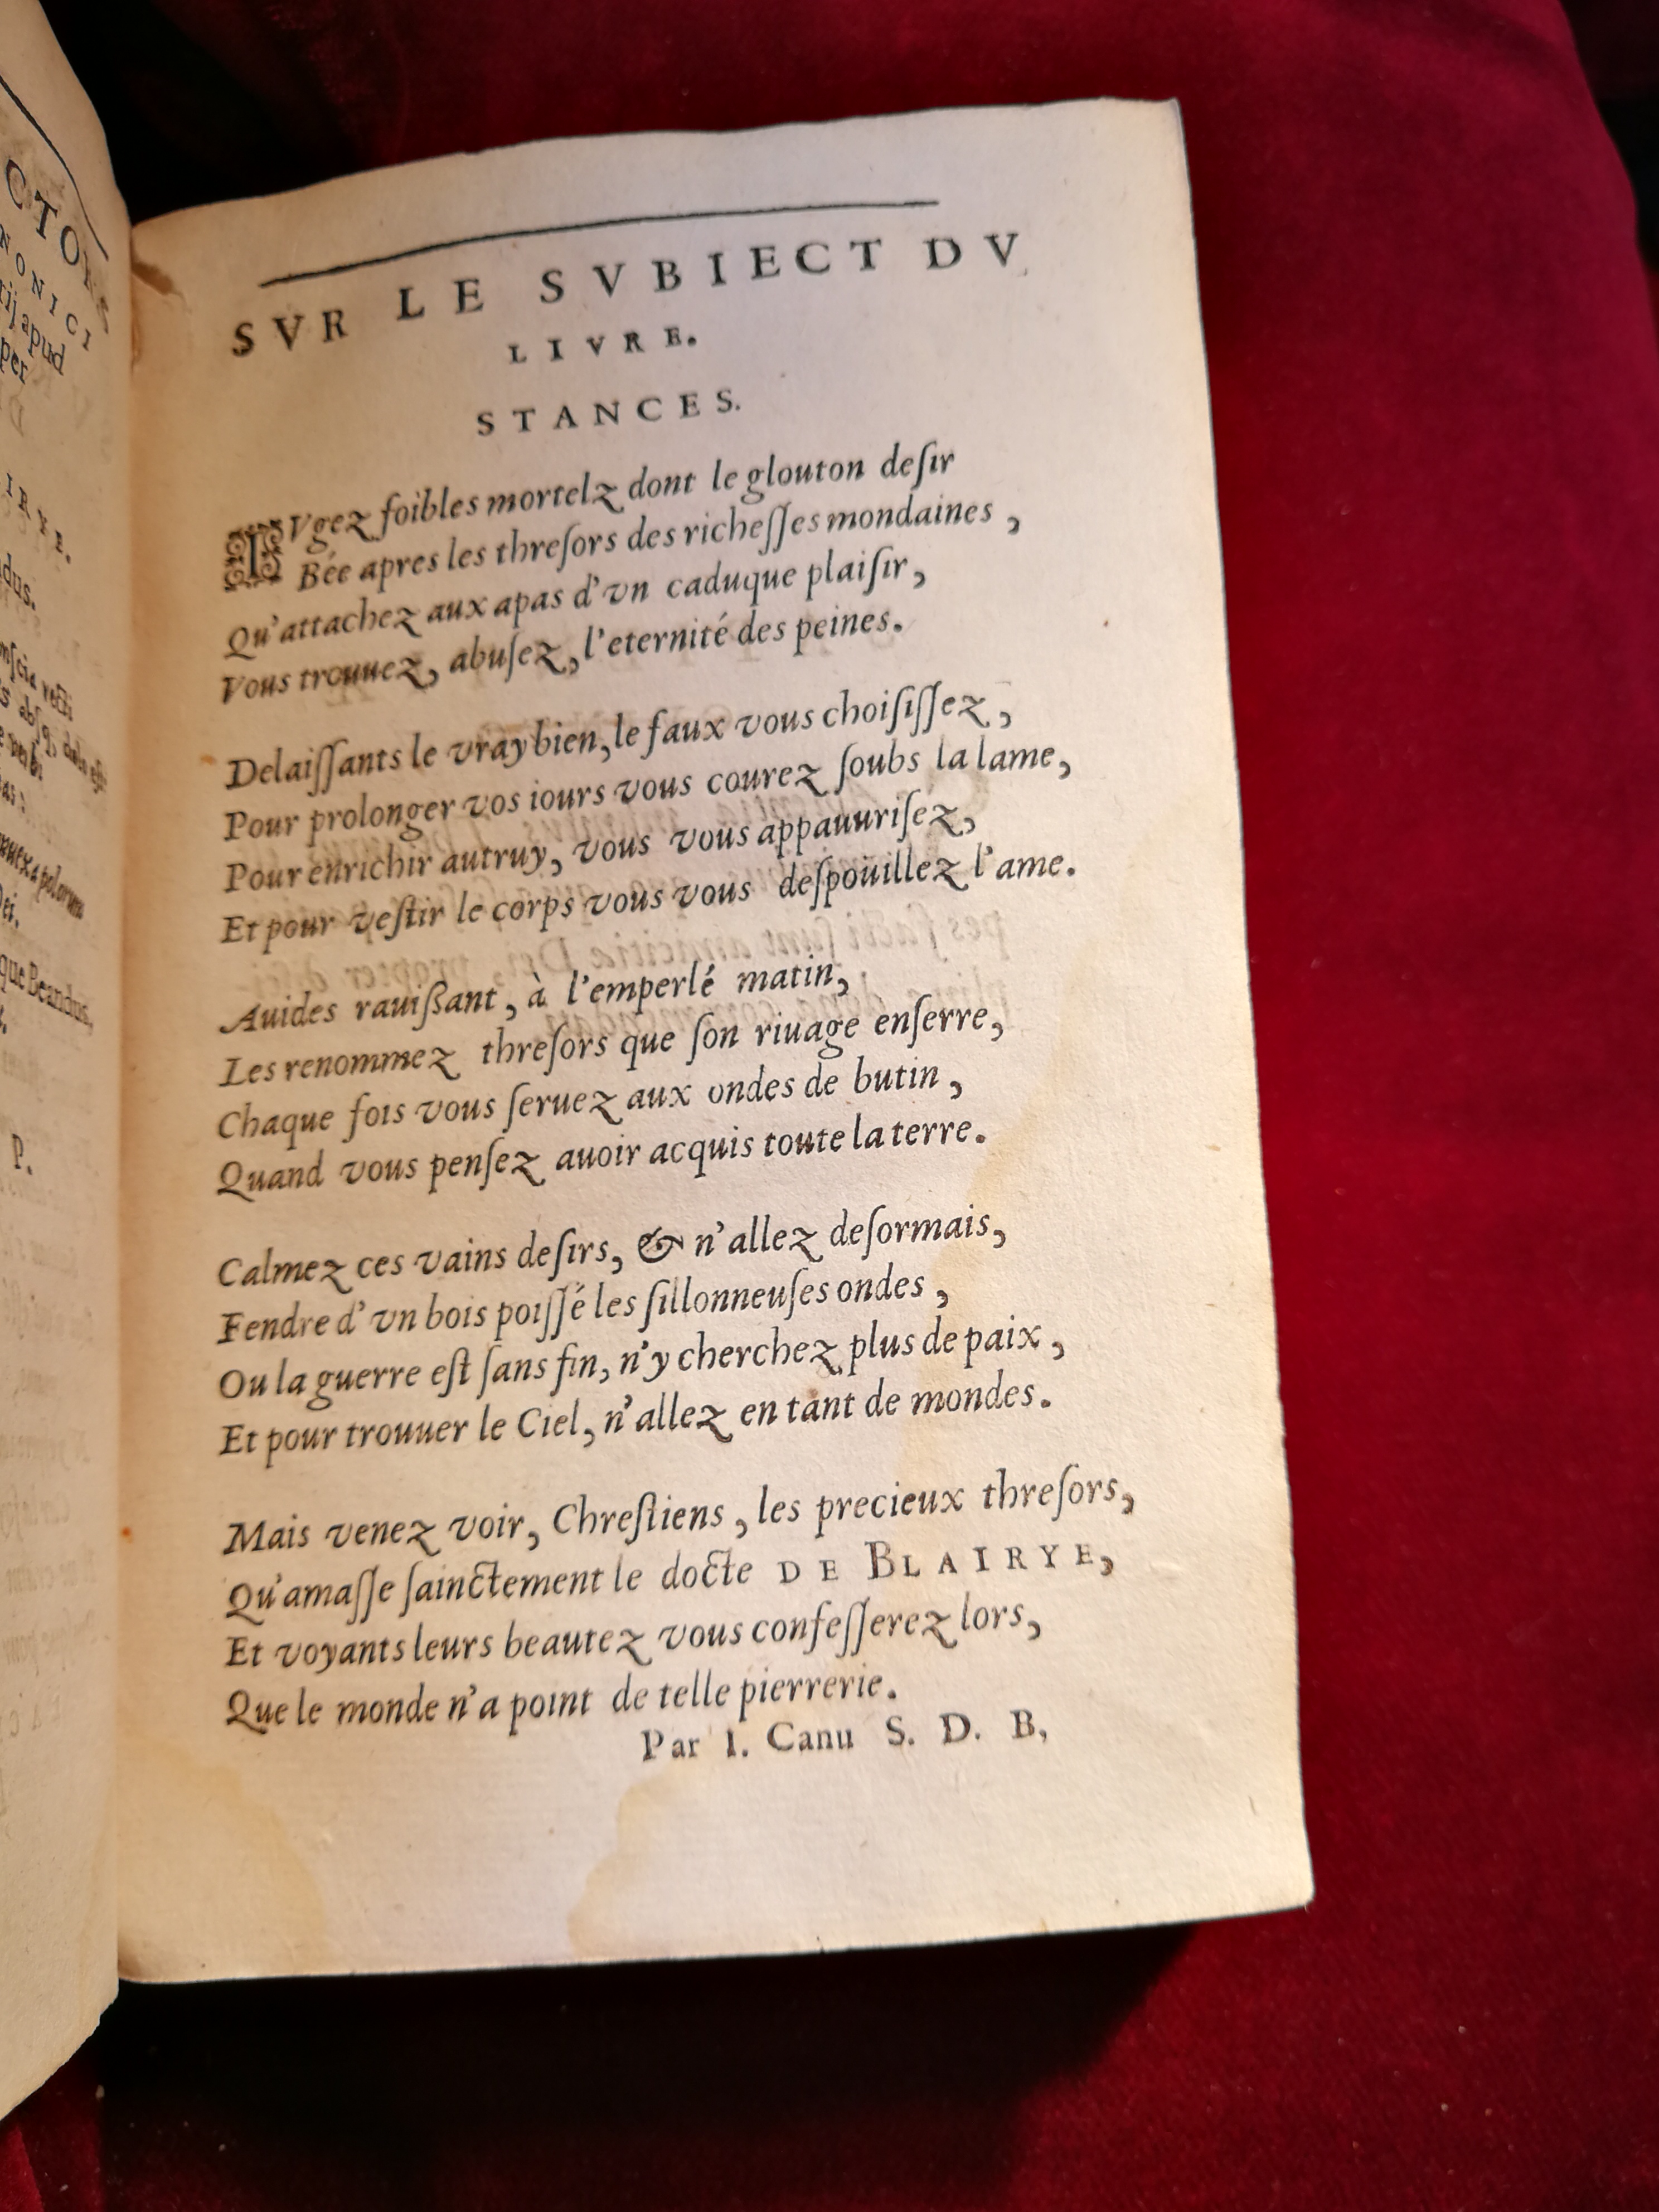 CTOR
NONICI
rij apud
per
IRYE.
dus.
P.
SVR LE SVBIECT DV
LIVRE.
STANCES.
IVgez foibles mortelz dont le glouton deſir
Bée apres les threſors des richeſſes mondaines,
Qu'attachez aux apas d'vn caduque plaiſir,
Vous trouuez, abuſez, l'eternité des peines.
Delaiſſants le vray bien, le faux vous choiſiſſez,
Pour prolonger vos iours vous courez ſoubs la lame,
Pour enrichir autruy, vous vous appauuriſez,
Et pour veſtir le corps vous vous deſpouillez l'ame.
Auides rauißant, à l'emperlé matin,
Les renommez threſors que ſon riuage enſerre,
Chaque fois vous ſeruez aux ondes de butin,
Quand vous penſez auoir acquis toute la terre.
Calmez ces vains deſirs, & n'allez deſormais,
Fendre d'vn bois poiſſé les ſillonneuſes ondes,
Ou la guerre eſt ſans fin, n'y cherchez plus de paix,
Et pour trouuer le Ciel, n'allez en tant de mondes.
Mais venez voir, Chreſtiens, les precieux threſors,
Qu'amaſſe ſainctement le docte DE BLAIRYE,
Et voyants leurs beautez vous confeſſerez lors,
Que le monde n'a point de telle pierrerie.
Par I. Canu S. D. B,